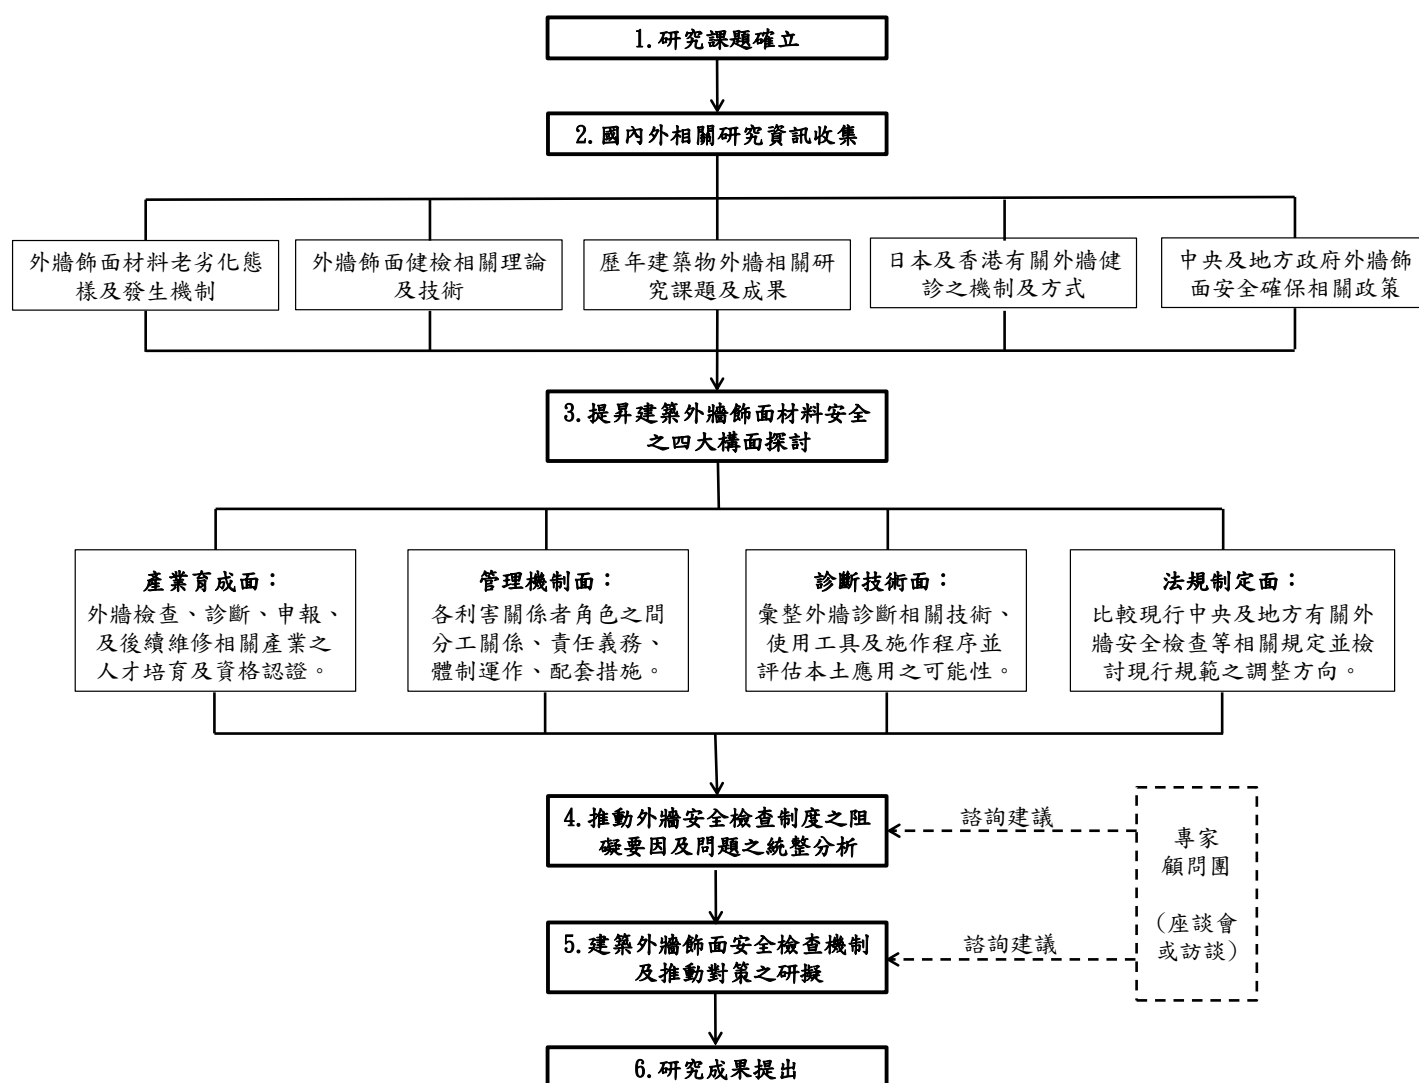 1.研究課題確立
2.國內外相關研究資訊收集
外牆飾面材料老劣化態
樣及發生機制
外牆飾面健檢相關理論
及技術
歷年建築物外牆相關研
究課題及成果
日本及香港有關外牆健
診之機制及方式
中央及地方政府外牆飾
面安全確保相關政策
3.提昇建築外牆飾面材料安全
之四大構面探討
產業育成面：
外牆檢查、診斷、申報、
及後續維修相關產業之
人才培育及資格認證。
管理機制面：
各利害關係者角色之間
分工關係、責任義務、
體制運作、配套措施。
診斷技術面：
彙整外牆診斷相關技術、
使用工具及施作程序並
評估本土應用之可能性。
法規制定面：
比較現行中央及地方有關外
牆安全檢查等相關規定並檢
討現行規範之調整方向。
4.推動外牆安全檢查制度之阻
礙要因及問題之統整分析
諮詢建議
專家
顧問團
(座談會
或訪談)
5.建築外牆飾面安全檢查機制
及推動對策之研擬
諮詢建議
6.研究成果提出